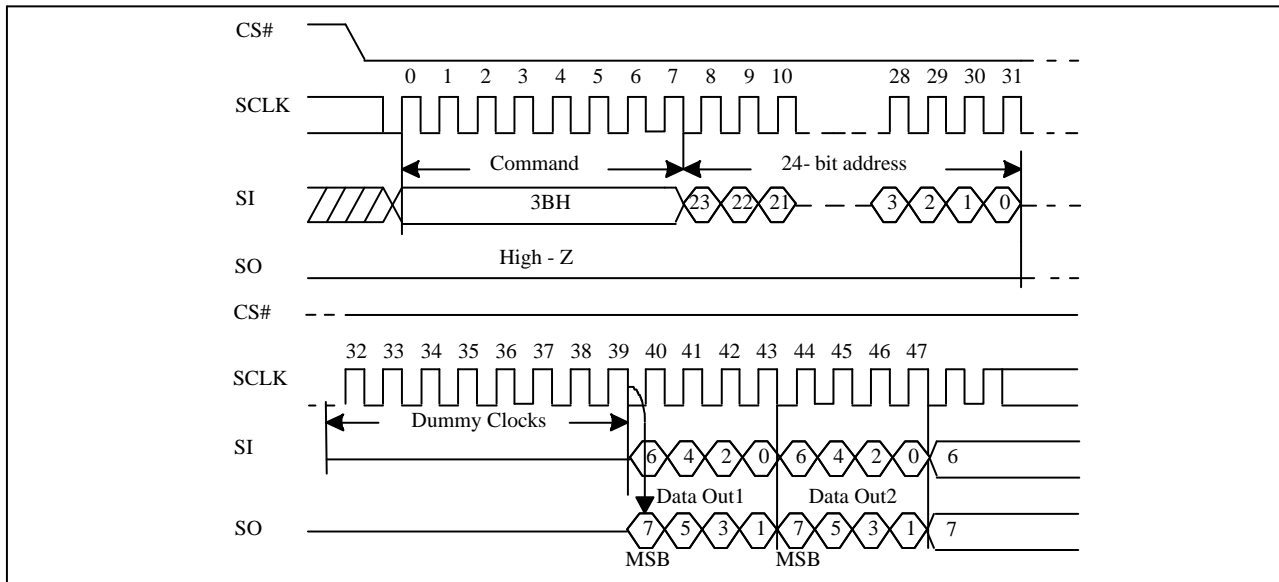 CS#
0 1 2 3 4 5 6 7 8 9 10 28 29 30 31
SCLK
Command 24- bit address
SI 3BH 23 22 21 3 2 1 0
High - Z
SO
CS#
32 33 34 35 36 37 38 39 40 41 42 43 44 45 46 47
SCLK
Dummy Clocks
SI 6 4 2 0 6 4 2 0 6
Data Out1 Data Out2
SO 7 5 3 1 7 5 3 1 7
MSB MSB